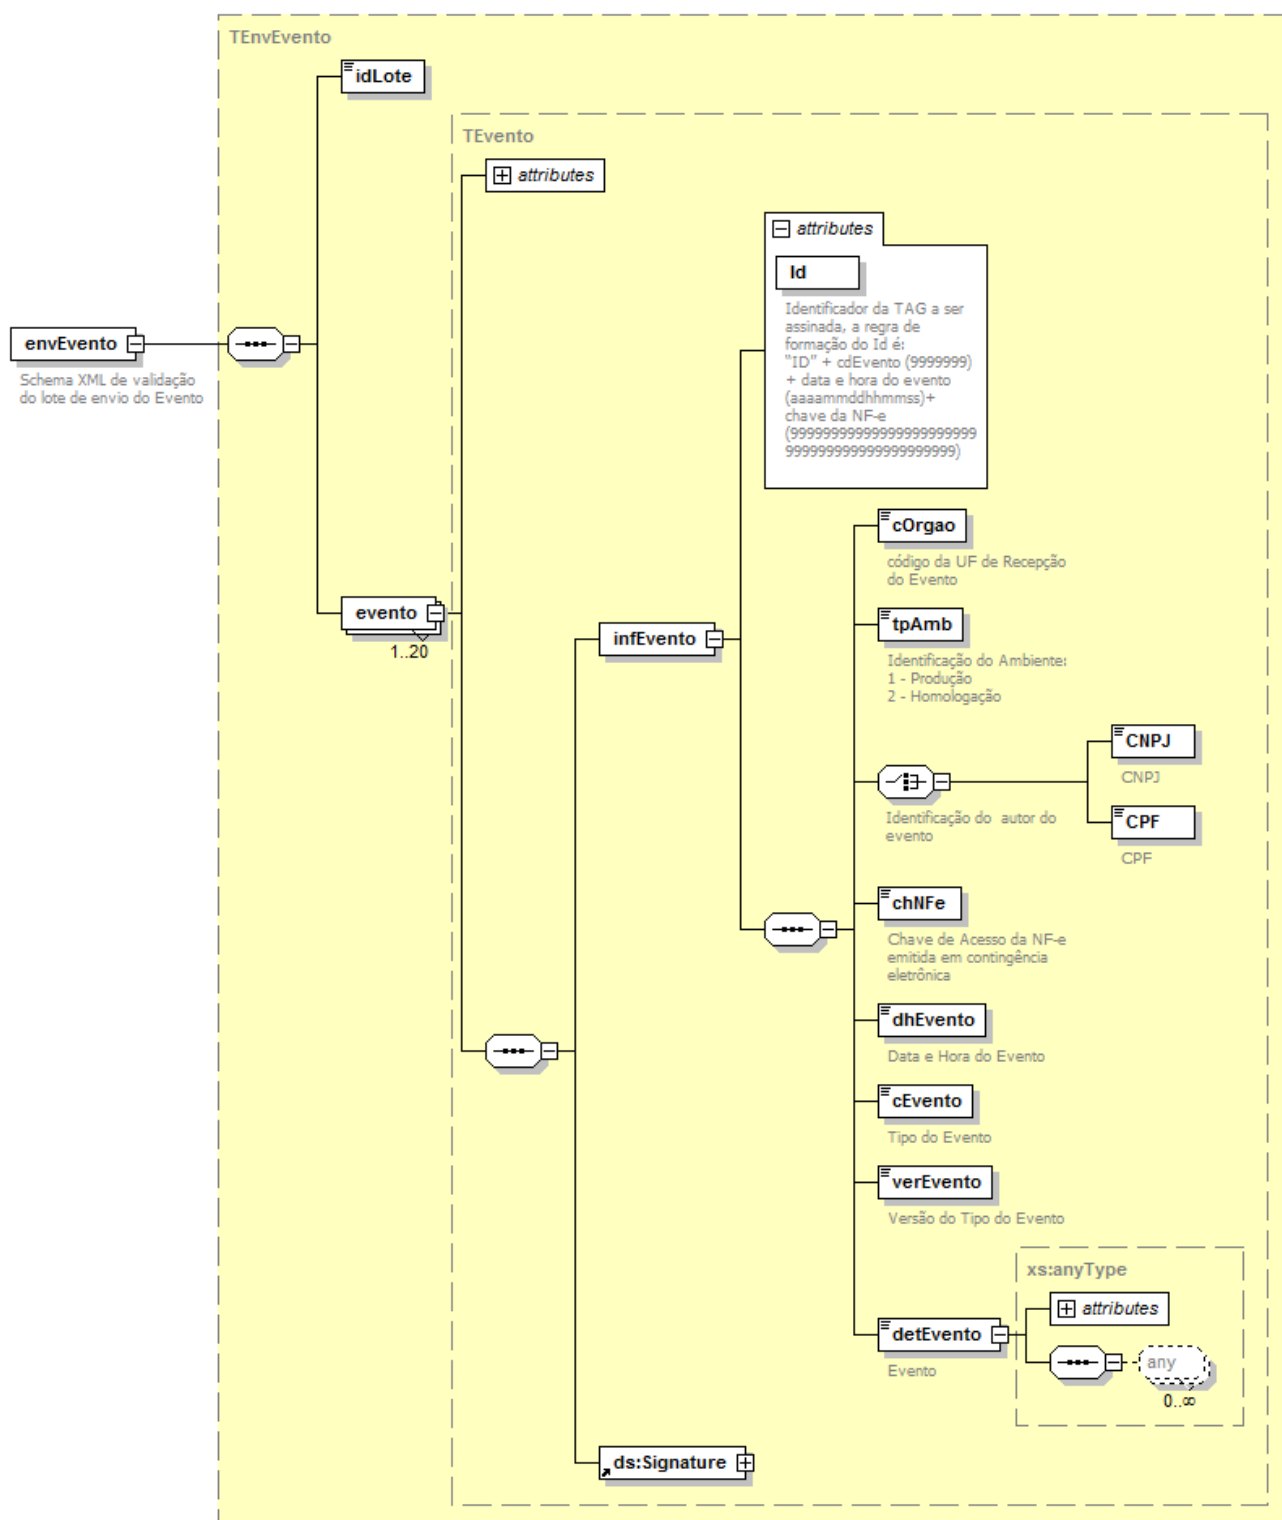 TEnvEvento
idLote
TEvento
attributes
attributes
Id
Identificador da TAG a ser
assinada, a regra de
formação do Id é:
"ID" + cdEvento (9999999)
+ data e hora do evento
(aaaammddhhmmss)+
chave da NF-e
(9999999999999999999999
99999999999999999999)
envEvento
Schema XML de validação
do lote de envio do Evento
cOrgao
código da UF de Recepção
do Evento
evento
1..20
infEvento
tpAmb
Identificação do Ambiente:
1 - Produção
2 - Homologação
CNPJ
CNPJ
Identificação do autor do
evento
CPF
CPF
chNFe
Chave de Acesso da NF-e
emitida em contingência
eletrônica
dhEvento
Data e Hora do Evento
cEvento
Tipo do Evento
verEvento
Versão do Tipo do Evento
xs:anyType
attributes
detEvento
Evento
any
0..∞
ds:Signature